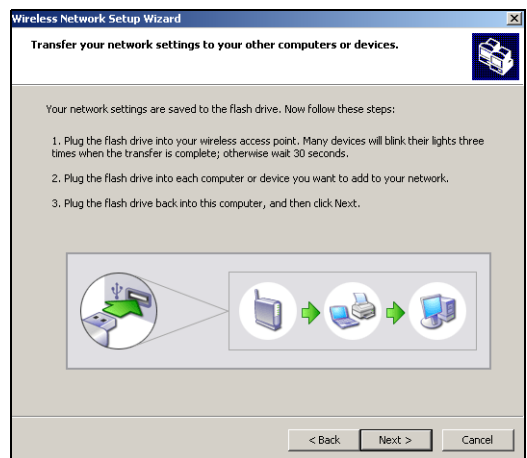 Wireless Network Setup Wizard
Transfer your network settings to your other computers or devices.
Your network settings are saved to the flash drive. Now follow these steps:
1. Plug the flash drive into your wireless access point. Many devices will blink their lights three
times when the transfer is complete; otherwise wait 30 seconds.
2. Plug the flash drive into each computer or device you want to add to your network.
3. Plug the flash drive back into this computer, and then click Next.
< Back Next > Cancel